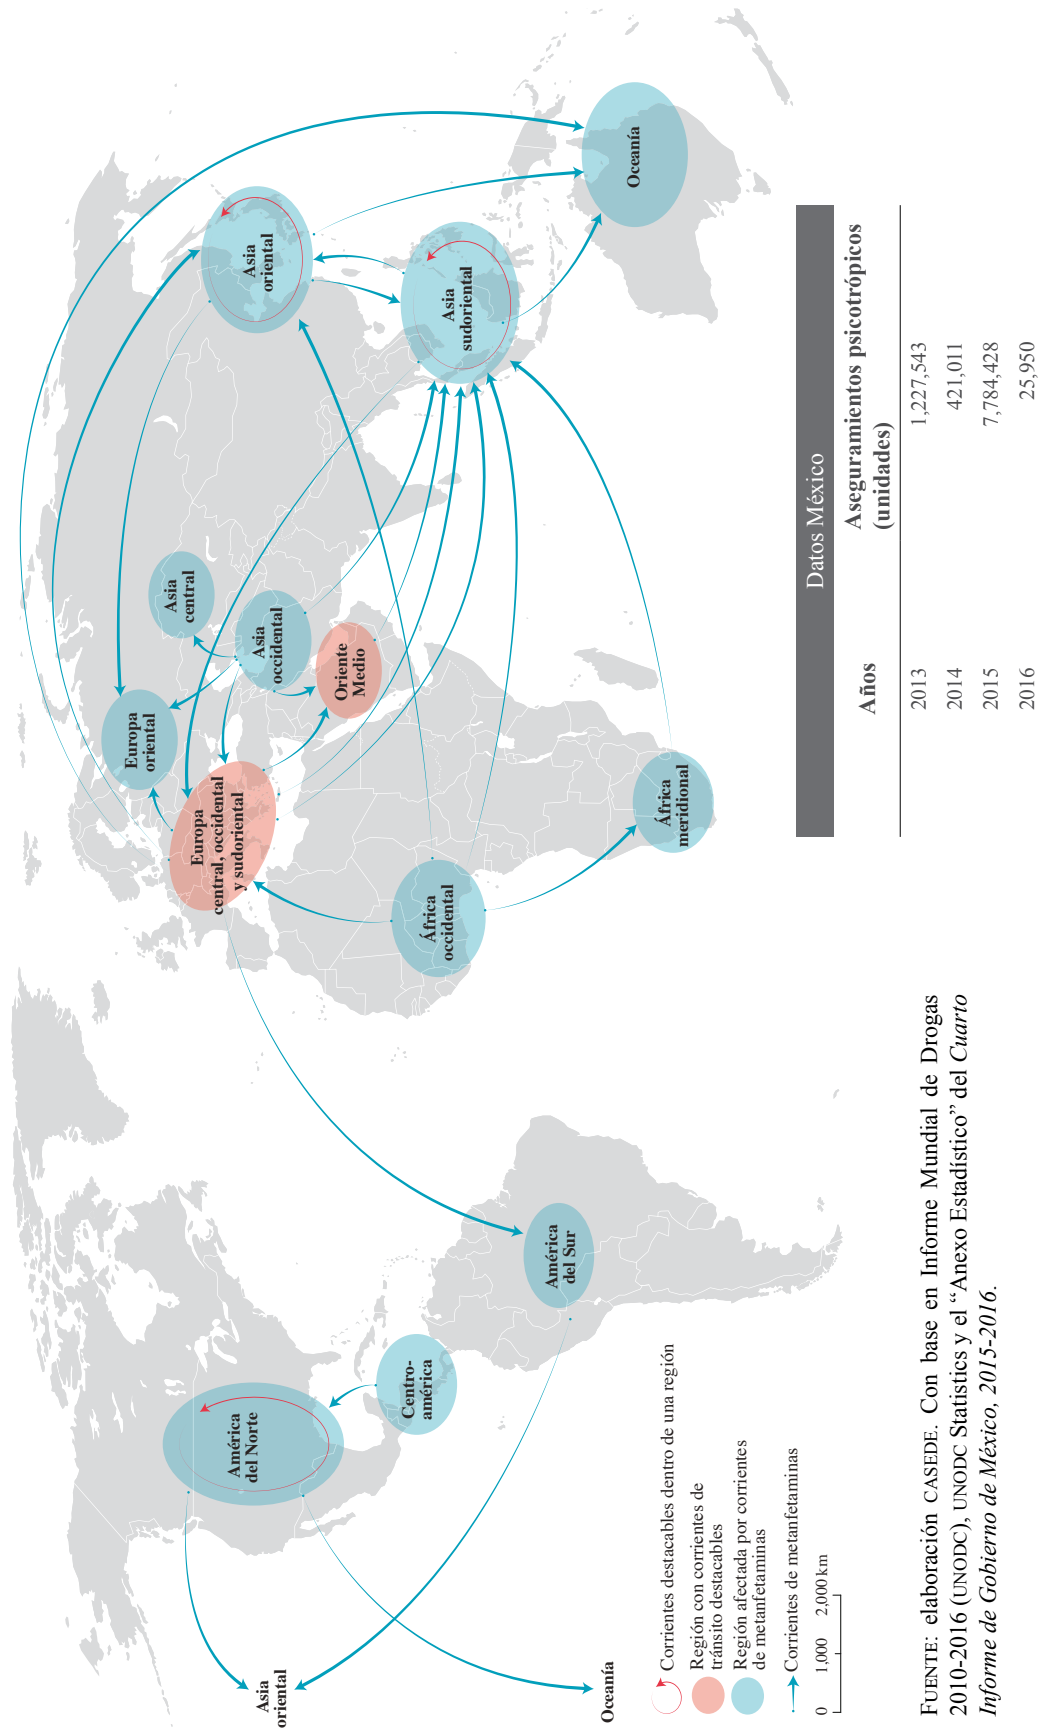 América
del Norte
Centro-
américa
América
del Sur
Asia
oriental
Oceanía
Europa
oriental
Europa
central, occidental
y sudoriental
Asia
central
Asia
occidental
Oriente
Medio
África
occidental
África
meridional
Asia
oriental
Asia
sudoriental
Oceanía
Corrientes destacables dentro de una región
Región con corrientes de
tránsito destacables
Región afectada por corrientes
de metanfetaminas
Corrientes de metanfetaminas
0 1,000 2,000 km
Datos México
Años Aseguramientos psicotrópicos
(unidades)
2013 1,227,543
2014 421,011
2015 7,784,428
2016 25,950
FUENTE: elaboración CASEDE. Con base en Informe Mundial de Drogas
2010-2016 (UNODC), UNODC Statistics y el “Anexo Estadístico” del Cuarto
Informe de Gobierno de México, 2015-2016.